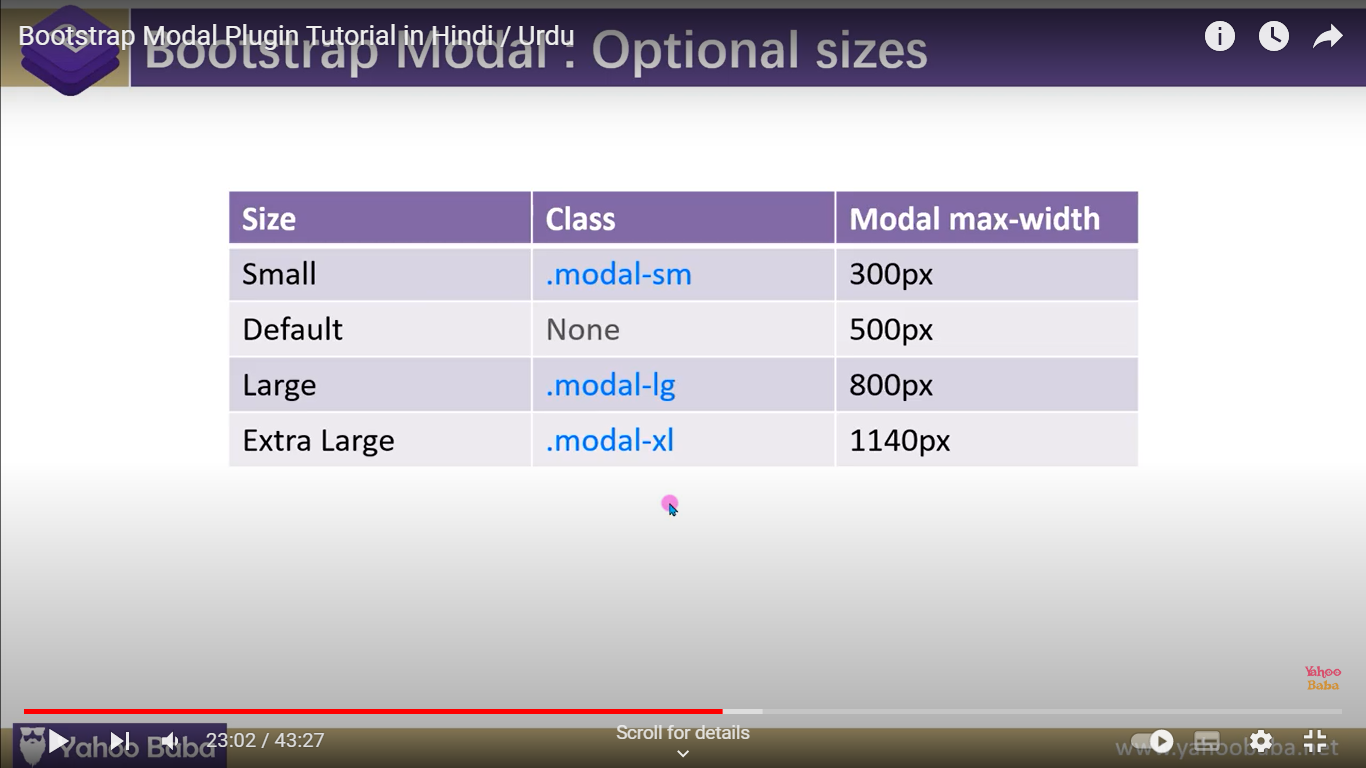 Bootstrap Modal Plugin Tutorial in Hindi / Urdu
Bootstrap Modal : Optional sizes
Size Class Modal max-width
Small .modal-sm 300px
Default None 500px
Large .modal-lg 800px
Extra Large .modal-xl 1140px
Yahoo
Baba
Scroll for details
Yahoo Baba
23:02 / 43:27
www.yahoobaba.net